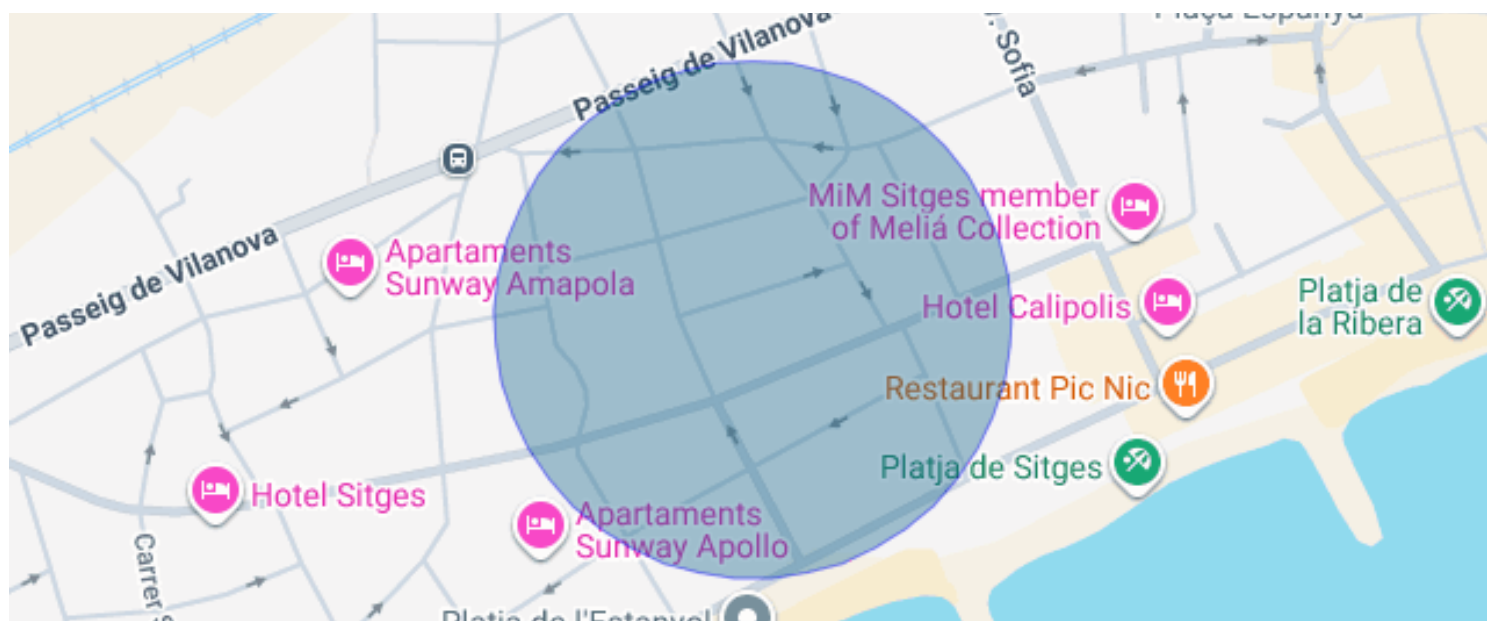 Plaça Espanya
Passeig de Vilanova
. Sofia
MiM Sitges member
of Meliá Collection
Apartaments
Sunway Amapola
Passeig de Vilanova
Hotel Calipolis
Platja de
la Ribera
Restaurant Pic Nic
Platja de Sitges
Hotel Sitges
Apartaments
Sunway Apollo
Carrer
Platja de l'Estanyol